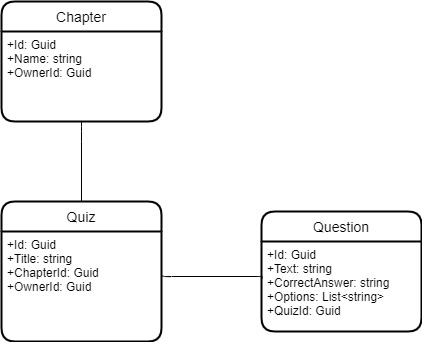 Chapter
+Id: Guid
+Name: string
+OwnerId: Guid
Quiz
+Id: Guid
+Title: string
+ChapterId: Guid
+OwnerId: Guid
Question
+Id: Guid
+Text: string
+CorrectAnswer: string
+Options: List<string>
+QuizId: Guid